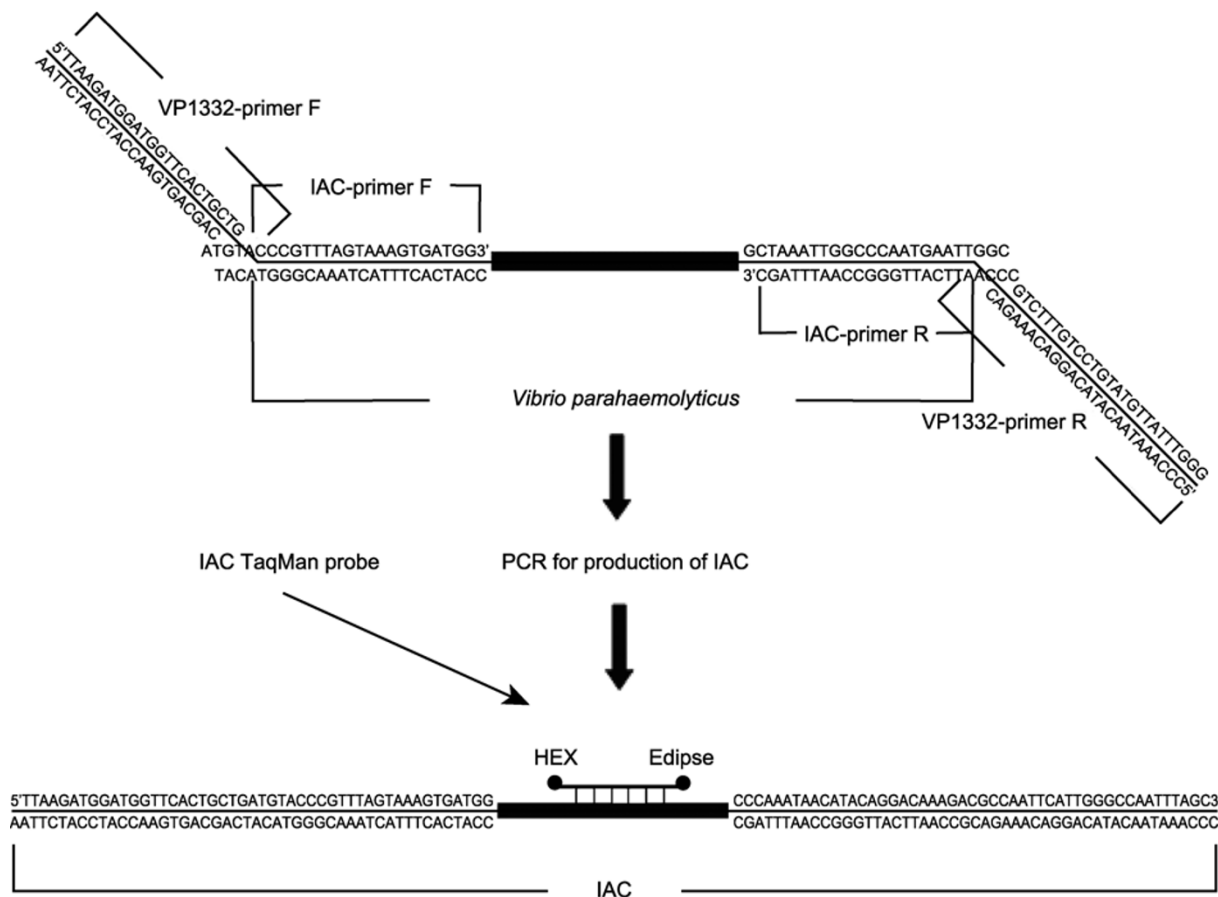 5'TTAAGATGGATGGTTCACTGCTG
AATTCTACCTACCAAGTGACGAC
VP1332-primer F
IAC-primer F
ATGTACCCGTTTAGTAAAGTGATGG3'
TACATGGGCAAATCATTTCACTACC
GCTAAATTGGCCCAATGAATTGGC
3'CGATTTAACCGGGTTACTTAACCC
GTCTTTGTCCTGTATGTTATTTGGG
CAGAAACAGGACATACAATAAACCC5'
IAC-primer R
Vibrio parahaemolyticus
VP1332-primer R
IAC TaqMan probe
PCR for production of IAC
HEX
Edipse
5'TTAAGATGGATGGTTCACTGCTGATGTACCCGTTTAGTAAAGTGATGG
AATTCTACCTACCAAGTGACGACTACATGGGCAAATCATTTCACTACC
CCCAAATAACATACAGGACAAAGACGCCAATTCATTGGGCCAATTTAGC3
CGATTTAACCGGGTTACTTAACCGCAGAAACAGGACATACAATAAACCC
IAC